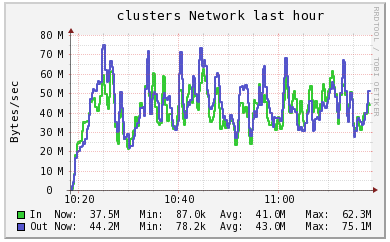 clusters Network last hour
RRDTOOL / TOBI OETIKER
Bytes/sec
80 M
70 M
60 M
50 M
40 M
30 M
20 M
10 M
0
10:20 10:40 11:00
In Now: 37.5M Min: 87.0k Avg: 41.0M Max: 62.3M
Out Now: 44.2M Min: 78.2k Avg: 43.0M Max: 75.1M